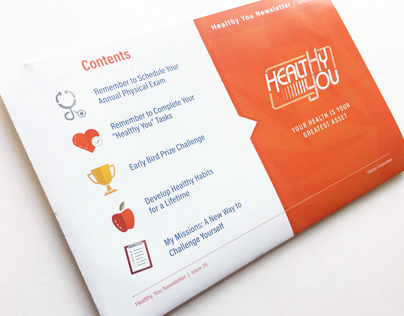 Contents
Remember to Schedule Your
Annual Physical Exam
Remember to Complete Your
"Healthy You" Tasks
Early Bird Prize Challenge
Develop Healthy Habits
for a Lifetime
My Missions: A New Way to
Challenge Yourself
Healthy You Newsletter | Issue 26
Healthy You Newsletter /
HEALTHY
YOU
YOUR HEALTH IS YOUR
GREATEST ASSET
Corporation